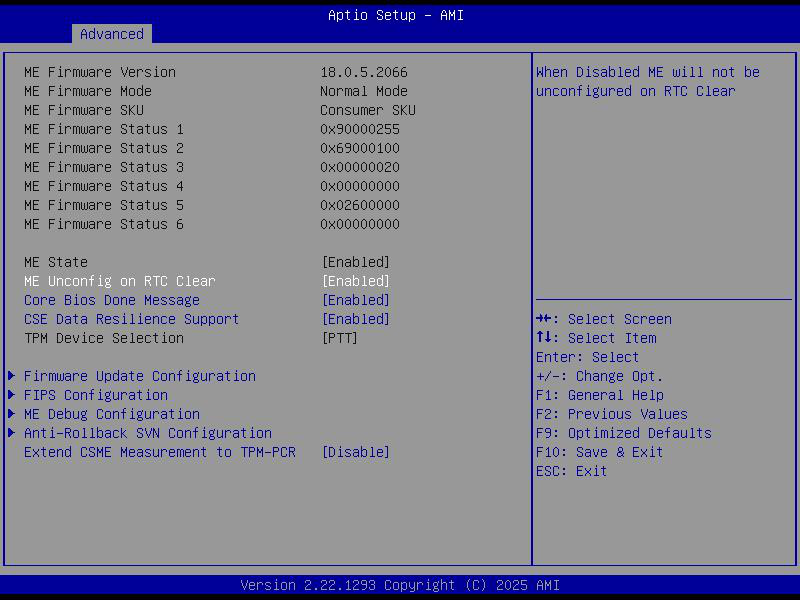 Aptio Setup – AMI
Advanced
ME Firmware Version 18.0.5.2066
ME Firmware Mode Normal Mode
ME Firmware SKU Consumer SKU
ME Firmware Status 1 0x90000255
ME Firmware Status 2 0x69000100
ME Firmware Status 3 0x00000020
ME Firmware Status 4 0x00000000
ME Firmware Status 5 0x02600000
ME Firmware Status 6 0x00000000
ME State [Enabled]
ME Unconfig on RTC Clear [Enabled]
Core Bios Done Message [Enabled]
CSE Data Resilience Support [Enabled]
TPM Device Selection [PTT]
Firmware Update Configuration
FIPS Configuration
ME Debug Configuration
Anti-Rollback SVN Configuration
Extend CSME Measurement to TPM-PCR [Disable]
When Disabled ME will not be
unconfigured on RTC Clear
→←: Select Screen
↑↓: Select Item
Enter: Select
+/-: Change Opt.
F1: General Help
F2: Previous Values
F9: Optimized Defaults
F10: Save & Exit
ESC: Exit
Version 2.22.1293 Copyright (C) 2025 AMI